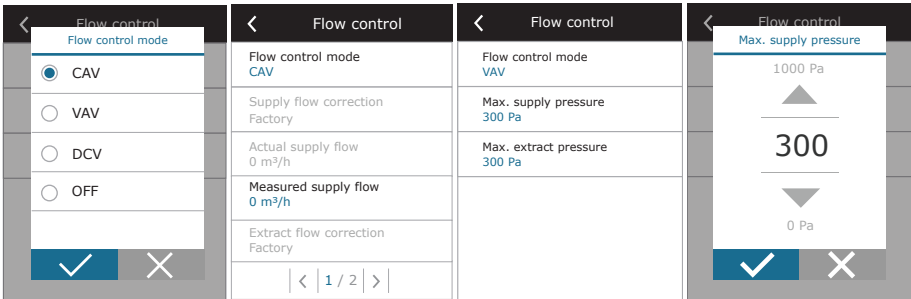 Flow control
Flow control mode
CAV
VAV
DCV
OFF
Flow control
Flow control mode
CAV
Supply flow correction
Factory
Actual supply flow
0 m³/h
Measured supply flow
0 m³/h
Extract flow correction
Factory
1 / 2
Flow control
Flow control mode
VAV
Max. supply pressure
300 Pa
Max. extract pressure
300 Pa
Flow control
Max. supply pressure
1000 Pa
300
0 Pa